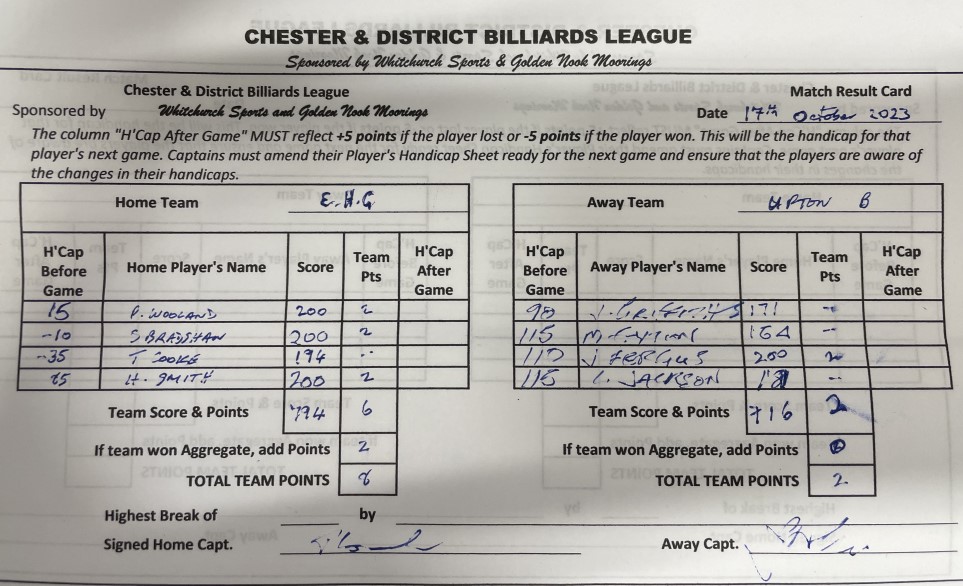 CHESTER & DISTRICT BILLIARDS LEAGUE
Sponsored by Whitchurch Sports & Golden Nook Moorings
Chester & District Billiards League Match Result Card
Sponsored by Whitchurch Sports and Golden Nook Moorings Date 17th October 2023
The column "H'Cap After Game" MUST reflect +5 points if the player lost or -5 points if the player won. This will be the handicap for that
player's next game. Captains must amend their Player's Handicap Sheet ready for the next game and ensure that the players are aware of
the changes in their handicaps.
Home Team E.H.G Away Team UPTON B
H'Cap Before Game Home Player's Name Score Team Pts H'Cap After Game H'Cap Before Game Away Player's Name Score Team Pts H'Cap After Game
15 P. WOOLAND 200 2 90 J. GRIFFITHS 171 -
-10 S BRADSHAW 200 2 115 M 164 -
-35 T COOKE 194 -- J FERGUS 200 2
H. SMITH 200 2 115 JACKSON --
Team Score & Points 794 6 Team Score & Points 716 2
If team won Aggregate, add Points 2 If team won Aggregate, add Points 0
TOTAL TEAM POINTS 8 TOTAL TEAM POINTS 2
Highest Break of by
Signed Home Capt. Away Capt.